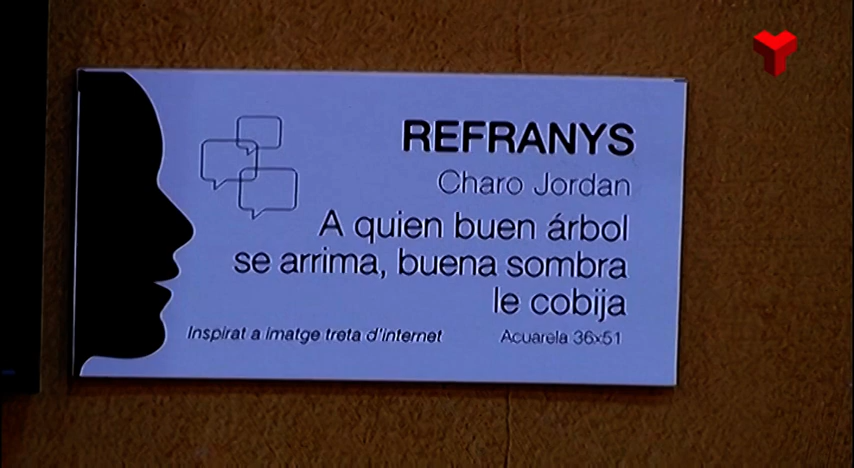 REFRANYS
Charo Jordan
A quien buen árbol
se arrima, buena sombra
le cobija
Inspirat a imatge treta d'internet
Acuarela 36x51